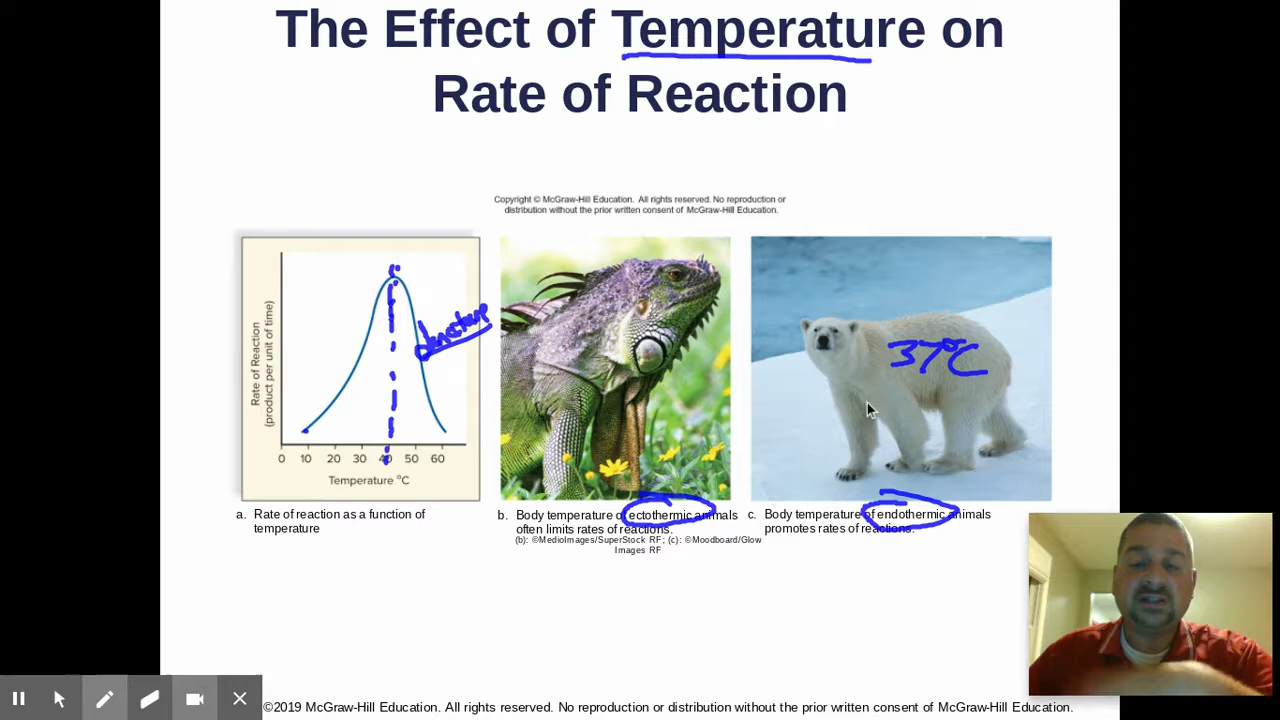 The Effect of Temperature on
Rate of Reaction
Copyright © McGraw-Hill Education. All rights reserved. No reproduction or
distribution without the prior written consent of McGraw-Hill Education.
Rate of Reaction
(product per unit of time)
0 10 20 30 40 50 60
Temperature °C
denature
37°C
a. Rate of reaction as a function of
temperature
b. Body temperature of ectothermic animals
often limits rates of reactions.
(b): ©MedioImages/SuperStock RF; (c): ©Moodboard/Glow
Images RF
c. Body temperature of endothermic animals
promotes rates of reactions.
©2019 McGraw-Hill Education. All rights reserved. No reproduction or distribution without the prior written consent of McGraw-Hill Education.